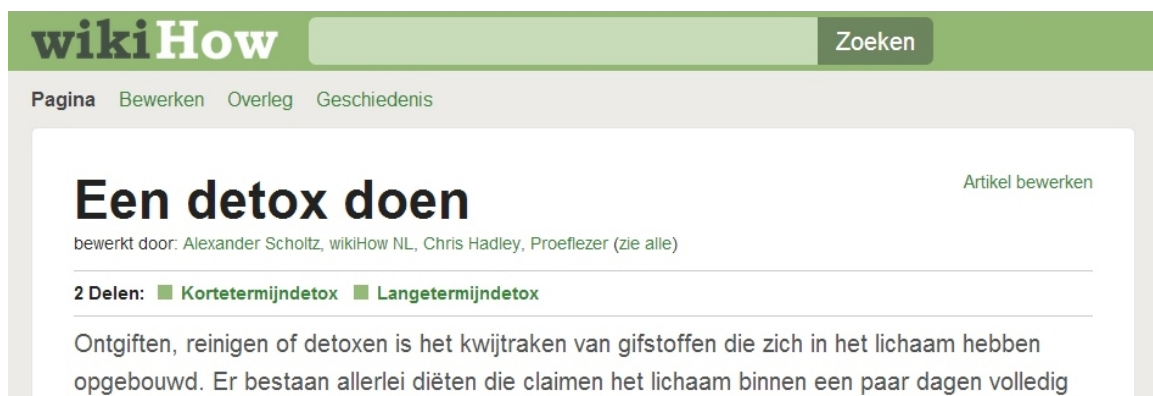 wikiHow Zoeken
Pagina Bewerken Overleg Geschiedenis
Een detox doen
Artikel bewerken
bewerkt door: Alexander Scholtz, wikiHow NL, Chris Hadley, Proeflezer (zie alle)
2 Delen: Kortetermijndetox Langetermijndetox
Ontgiften, reinigen of detoxen is het kwijtraken van gifstoffen die zich in het lichaam hebben
opgebouwd. Er bestaan allerlei diëten die claimen het lichaam binnen een paar dagen volledig